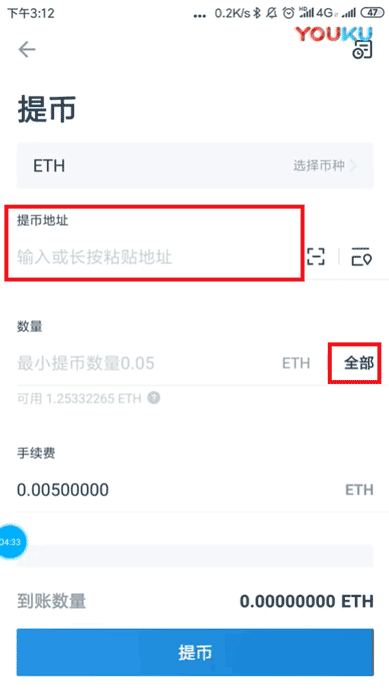 下午3:12
... 0.2K/s 4G 47
YOUKU
提币
ETH 选择币种
提币地址
输入或长按粘贴地址
数量
最小提币数量0.05 ETH 全部
可用 1.25332265 ETH ?
手续费
0.00500000 ETH
04:33
到账数量 0.00000000 ETH
提币